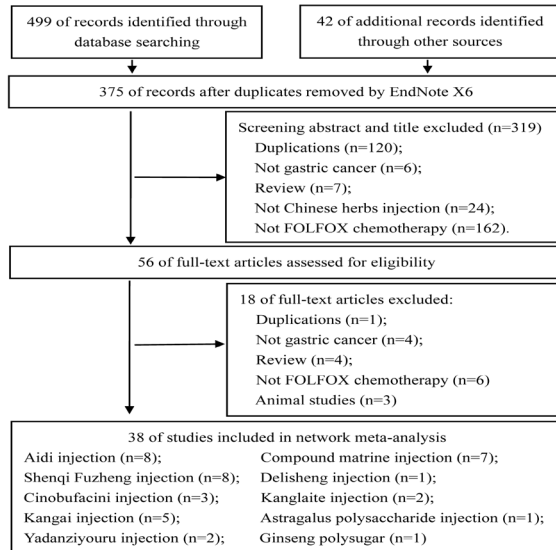 499 of records identified through
database searching
42 of additional records identified
through other sources
375 of records after duplicates removed by EndNote X6
Screening abstract and title excluded (n=319)
Duplications (n=120);
Not gastric cancer (n=6);
Review (n=7);
Not Chinese herbs injection (n=24);
Not FOLFOX chemotherapy (n=162).
56 of full-text articles assessed for eligibility
18 of full-text articles excluded:
Duplications (n=1);
Not gastric cancer (n=4);
Review (n=4);
Not FOLFOX chemotherapy (n=6)
Animal studies (n=3)
38 of studies included in network meta-analysis
Aidi injection (n=8); Compound matrine injection (n=7);
Shenqi Fuzheng injection (n=8); Delisheng injection (n=1);
Cinobufacini injection (n=3); Kanglaite injection (n=2);
Kangai injection (n=5); Astragalus polysaccharide injection (n=1);
Yadanziyouru injection (n=2); Ginseng polysugar (n=1)